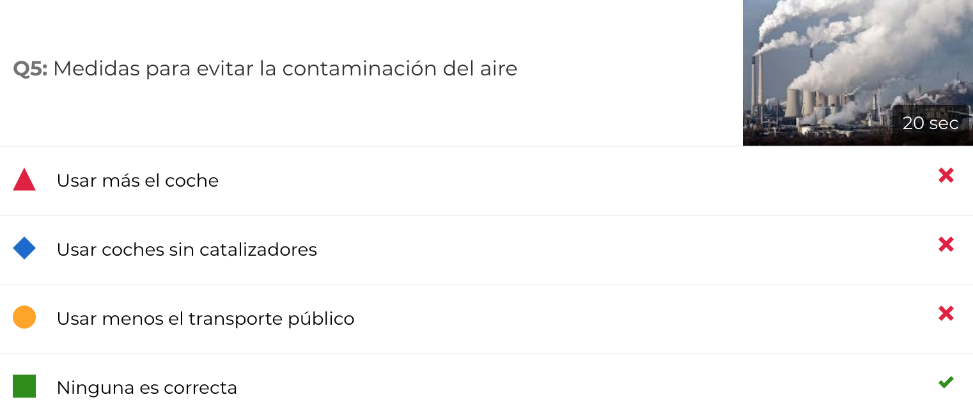 Q5: Medidas para evitar la contaminación del aire
20 sec
Usar más el coche
Usar coches sin catalizadores
Usar menos el transporte público
Ninguna es correcta